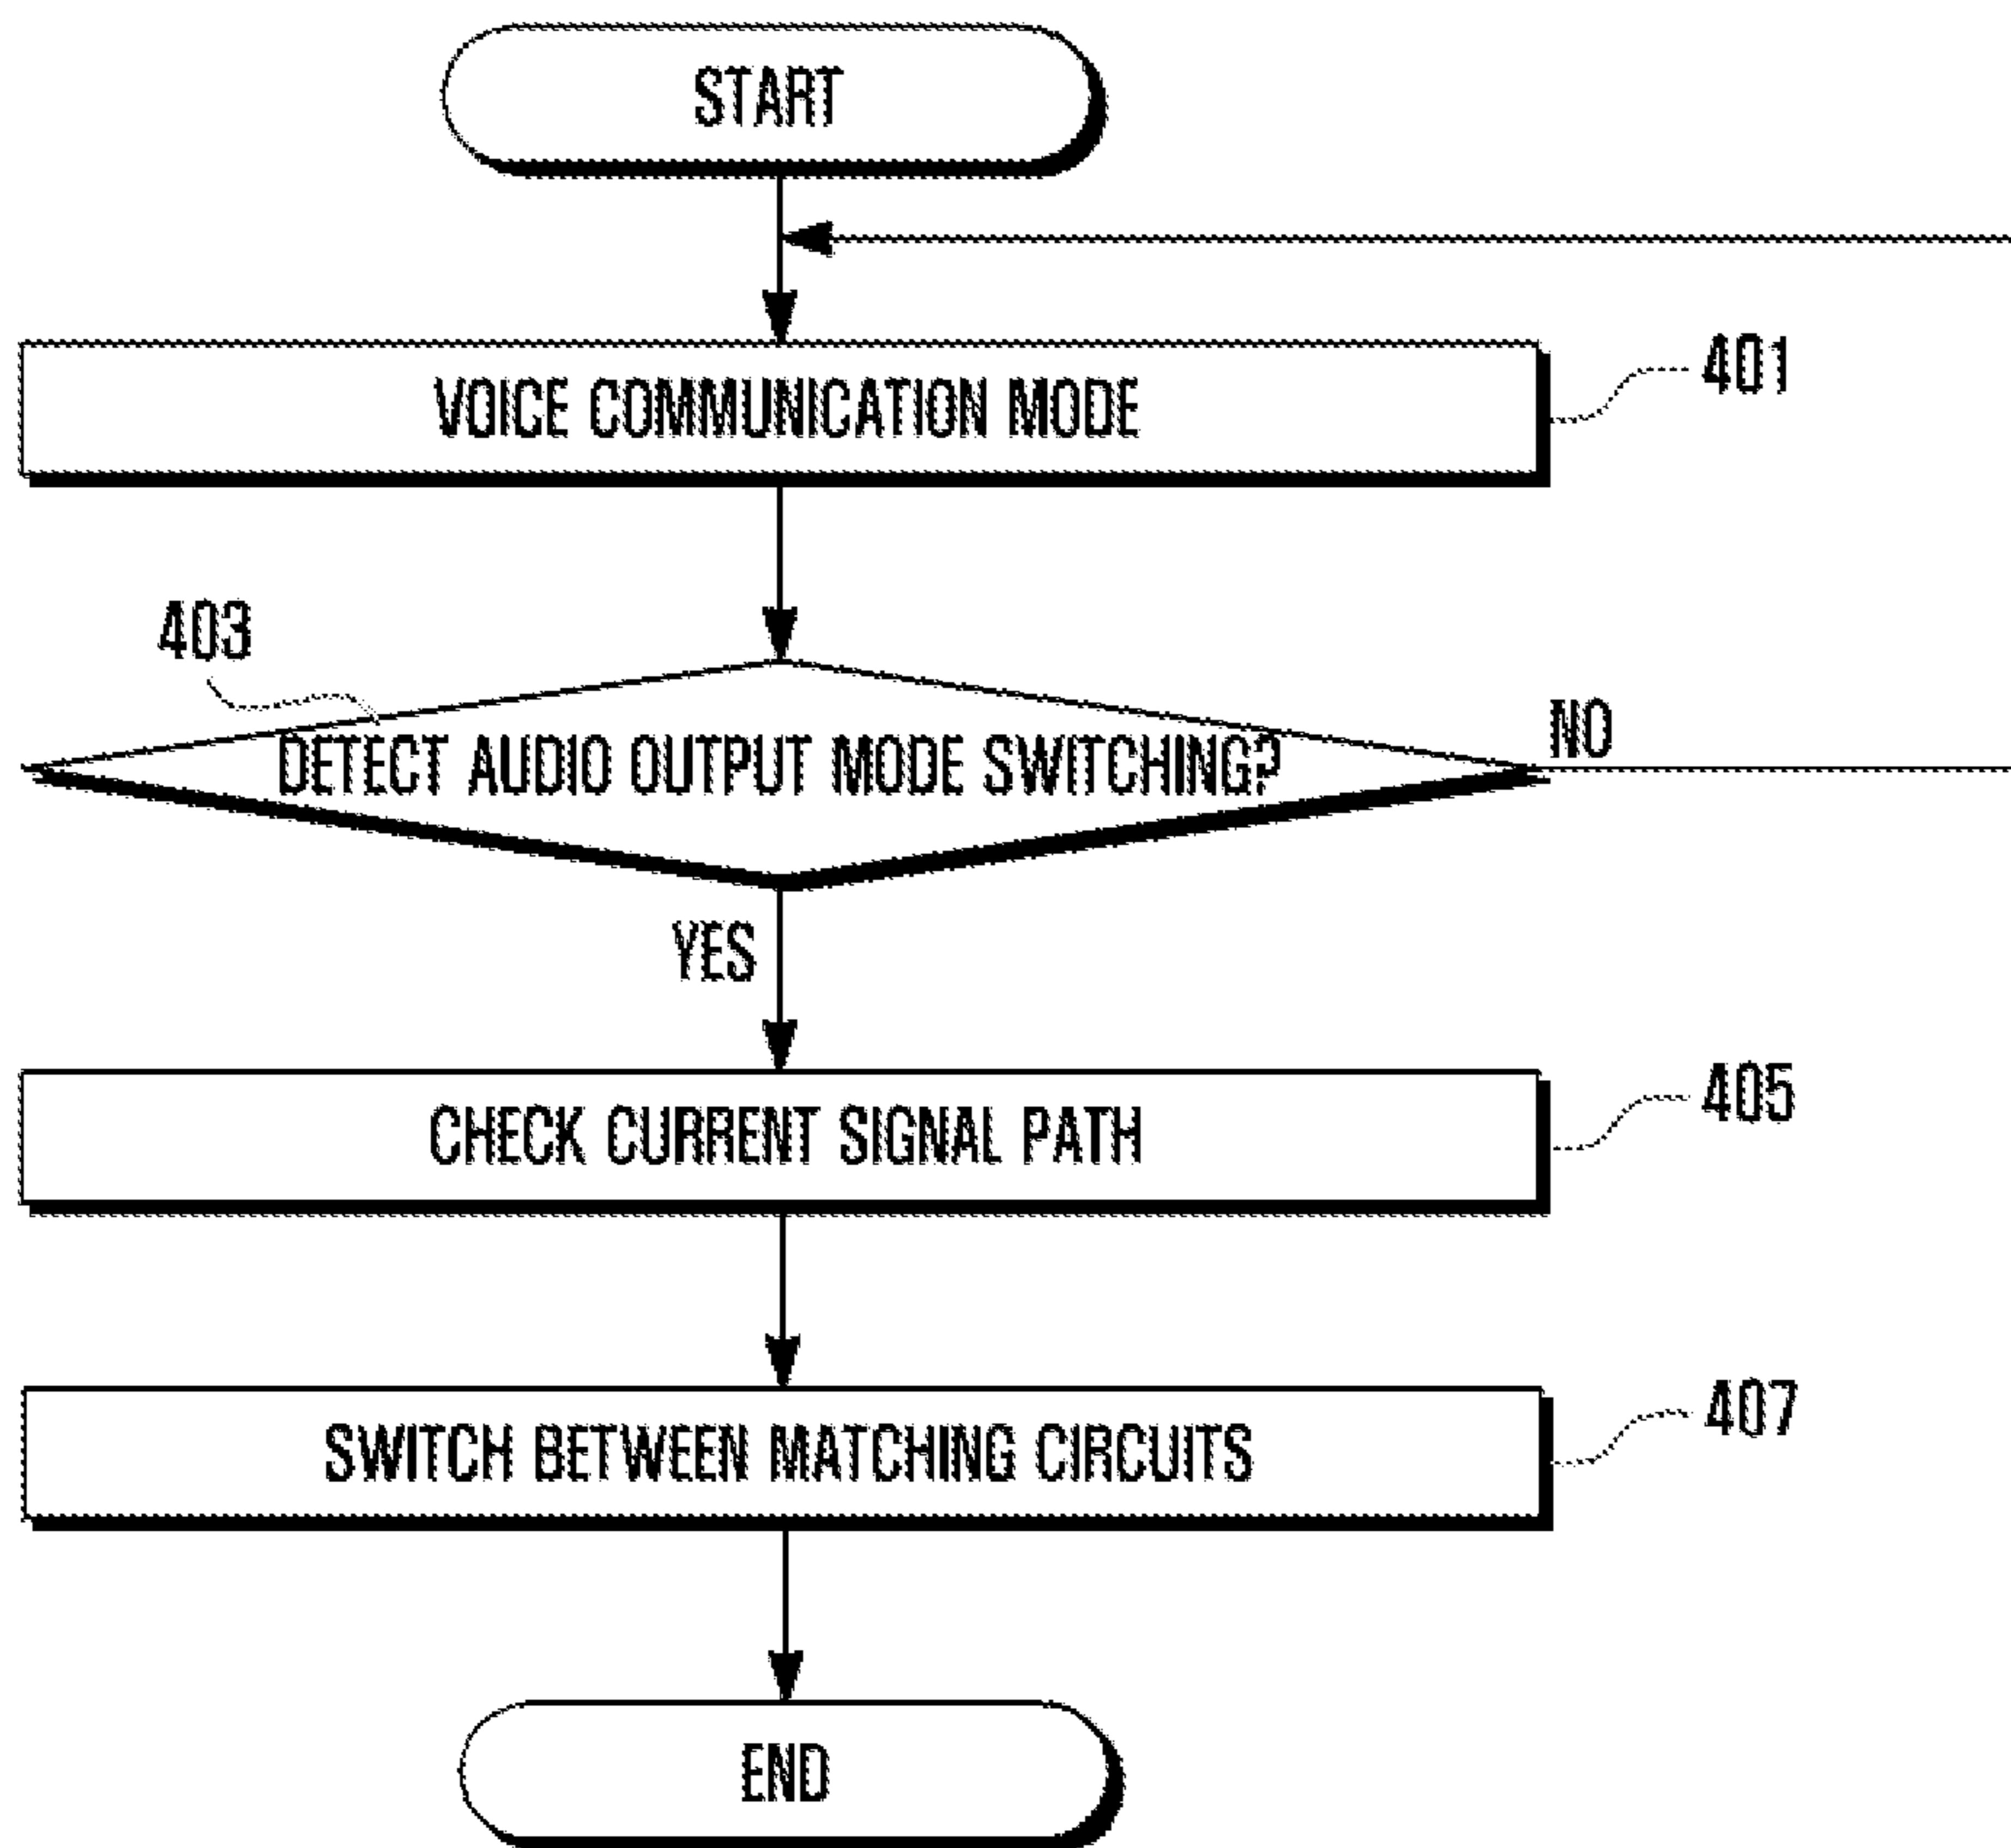 START
VOICE COMMUNICATION MODE
401
403
DETECT AUDIO OUTPUT MODE SWITCHING?
NO
YES
CHECK CURRENT SIGNAL PATH
405
SWITCH BETWEEN MATCHING CIRCUITS
407
END